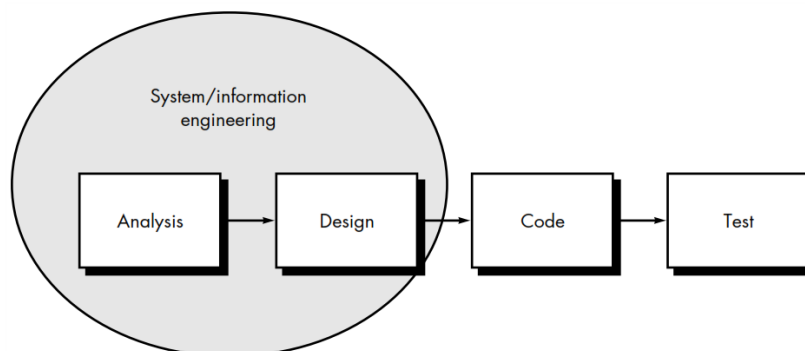 System/information
engineering
Analysis
Design
Code
Test